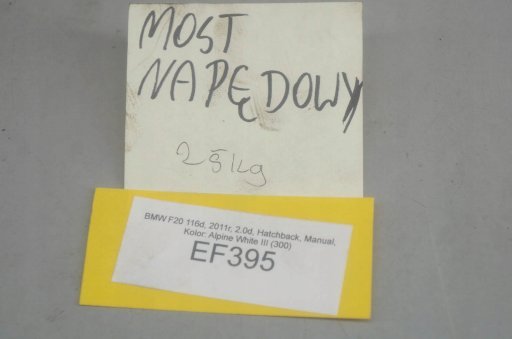 MOST
NAPĘDOWY
25kg
BMW F20 116d, 2011r, 2.0d, Hatchback, Manual,
Kolor: Alpine White III (300)
EF395